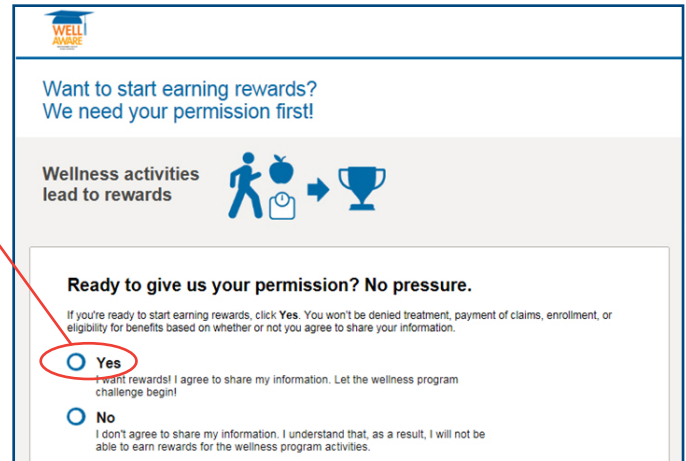 WELL
AWARE
Want to start earning rewards?
We need your permission first!
Wellness activities
lead to rewards
Ready to give us your permission? No pressure.
If you're ready to start earning rewards, click Yes. You won't be denied treatment, payment of claims, enrollment, or
eligibility for benefits based on whether or not you agree to share your information.
Yes
I want rewards! I agree to share my information. Let the wellness program
challenge begin!
No
I don't agree to share my information. I understand that, as a result, I will not be
able to earn rewards for the wellness program activities.